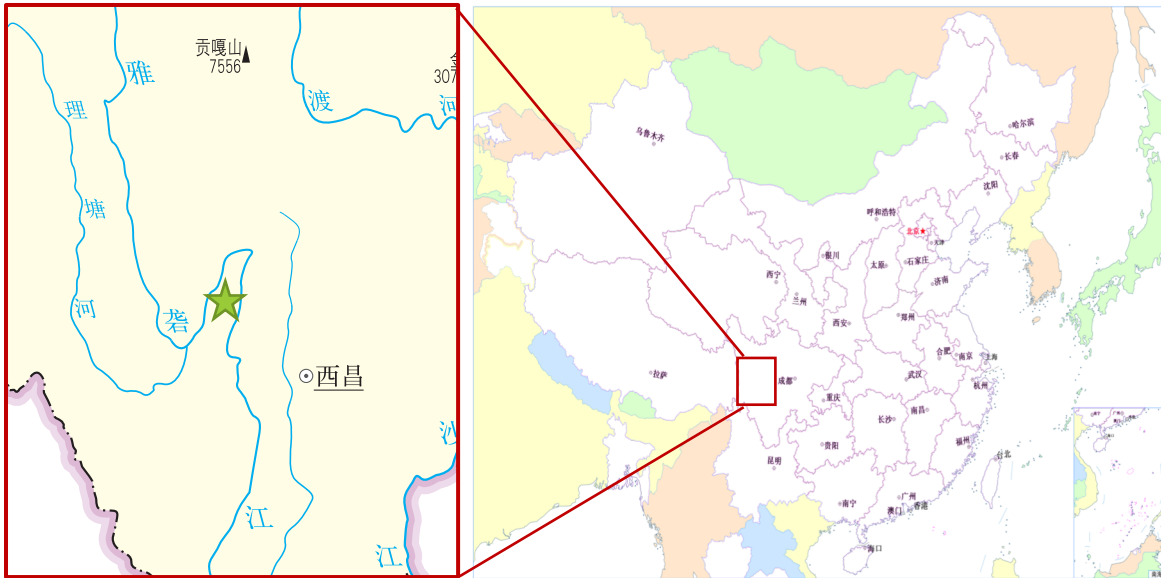 贡嘎山
7556
307
雅
渡
河
理
塘
河
砻
西昌
沙
江
江
乌鲁木齐
哈尔滨
长春
沈阳
呼和浩特
北京
天津
银川
太原
石家庄
西宁
济南
兰州
西安
郑州
合肥
南京
上海
拉萨
成都
武汉
杭州
重庆
长沙
南昌
贵阳
福州
昆明
台北
南宁
广州
澳门
香港
海口